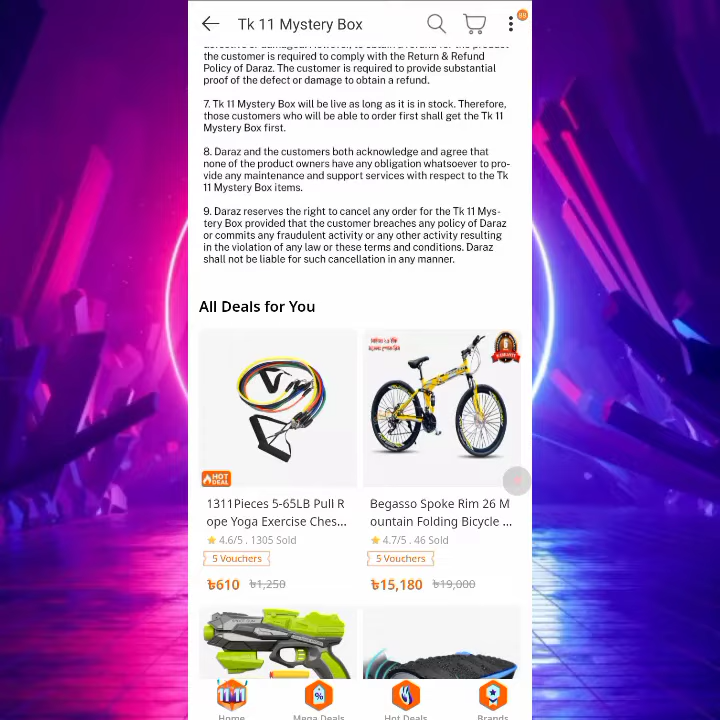 Tk 11 Mystery Box
88
the customer is required to comply with the Return & Refund
Policy of Daraz. The customer is required to provide substantial
proof of the defect or damage to obtain a refund.
7. Tk 11 Mystery Box will be live as long as it is in stock. Therefore,
those customers who will be able to order first shall get the Tk 11
Mystery Box first.
8. Daraz and the customers both acknowledge and agree that
none of the product owners have any obligation whatsoever to pro-
vide any maintenance and support services with respect to the Tk
11 Mystery Box items.
9. Daraz reserves the right to cancel any order for the Tk 11 Mys-
tery Box provided that the customer breaches any policy of Daraz
or commits any fraudulent activity or any other activity resulting
in the violation of any law or these terms and conditions. Daraz
shall not be liable for such cancellation in any manner.
All Deals for You
HOT
DEAL
WARRANTY
1311Pieces 5-65LB Pull R
ope Yoga Exercise Ches...
4.6/5 . 1305 Sold
5 Vouchers
৳610 ৳1,250
Begasso Spoke Rim 26 M
ountain Folding Bicycle ...
4.7/5 . 46 Sold
5 Vouchers
৳15,180 ৳19,000
11 11
%
Home Mega Deals Hot Deals Brands